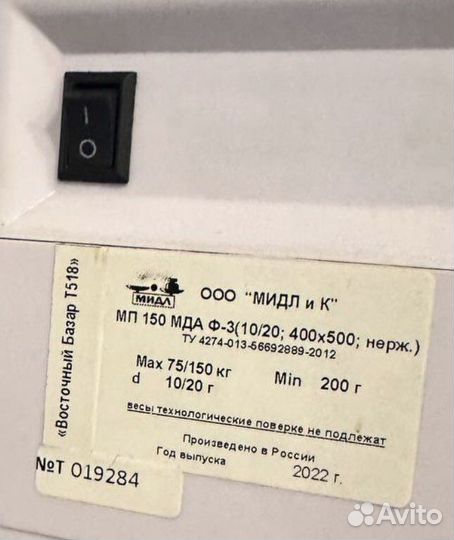 I
O
«Восточный Базар Т518»
МИДЛ
ООО "МИДЛ и К"
МП 150 МДА Ф-3(10/20; 400х500; нерж.)
ТУ 4274-013-56692889-2012
Max 75/150 кг Min 200 г
d 10/20 г
весы технологические поверке не подлежат
Произведено в России
Год выпуска 2022 г.
№Т 019284
Avito